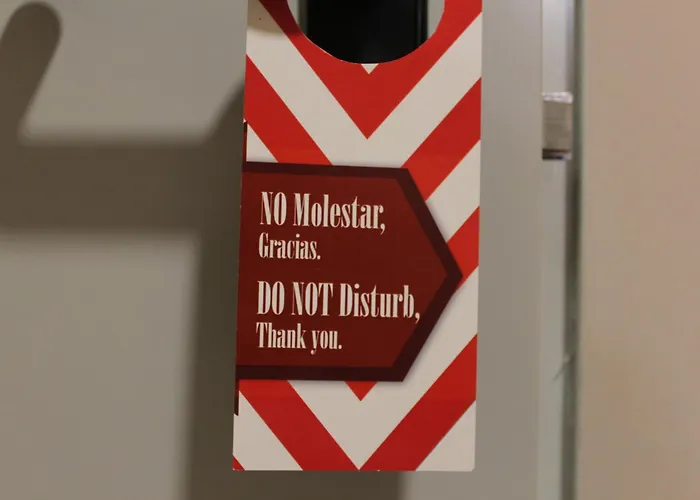 NO Molestar,
Gracias.
DO NOT Disturb,
Thank you.